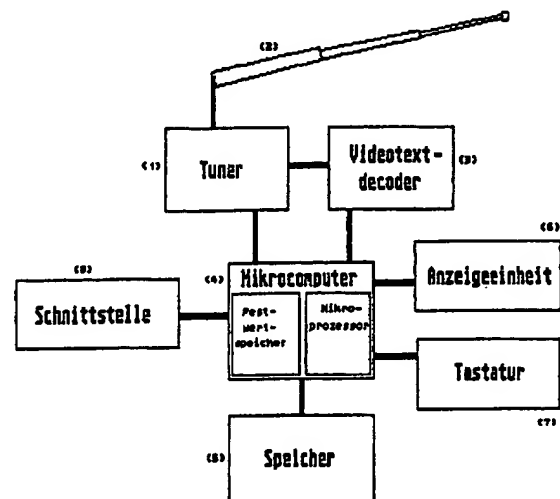 (2)
(1)
Tuner
Videotext-
decoder
(3)
(6)
Anzeigeeinheit
(4)
Mikrocomputer
Fest-
wert-
speicher
Mikro-
prozessor
Schnittstelle
Tastatur
(7)
(5)
Speicher